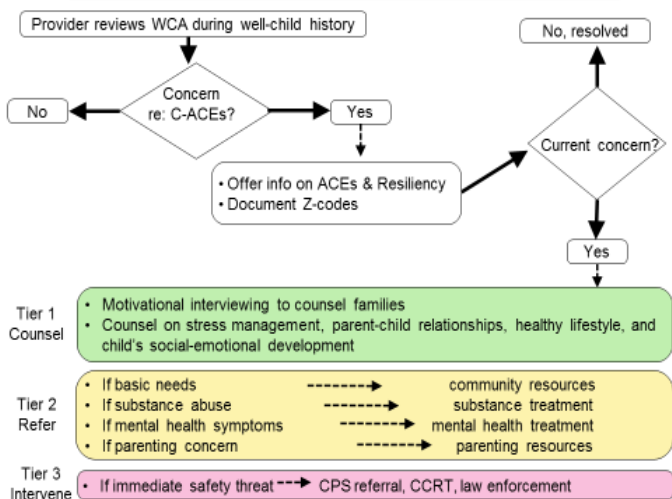 Provider reviews WCA during well-child history
No, resolved
Concern
re: C-ACEs?
No
Yes
Current concern?
• Offer info on ACEs & Resiliency
• Document Z-codes
Yes
Tier 1
Counsel
• Motivational interviewing to counsel families
• Counsel on stress management, parent-child relationships, healthy lifestyle, and
child's social-emotional development
Tier 2
Refer
• If basic needs community resources
• If substance abuse substance treatment
• If mental health symptoms mental health treatment
• If parenting concern parenting resources
Tier 3
Intervene
• If immediate safety threat CPS referral, CCRT, law enforcement